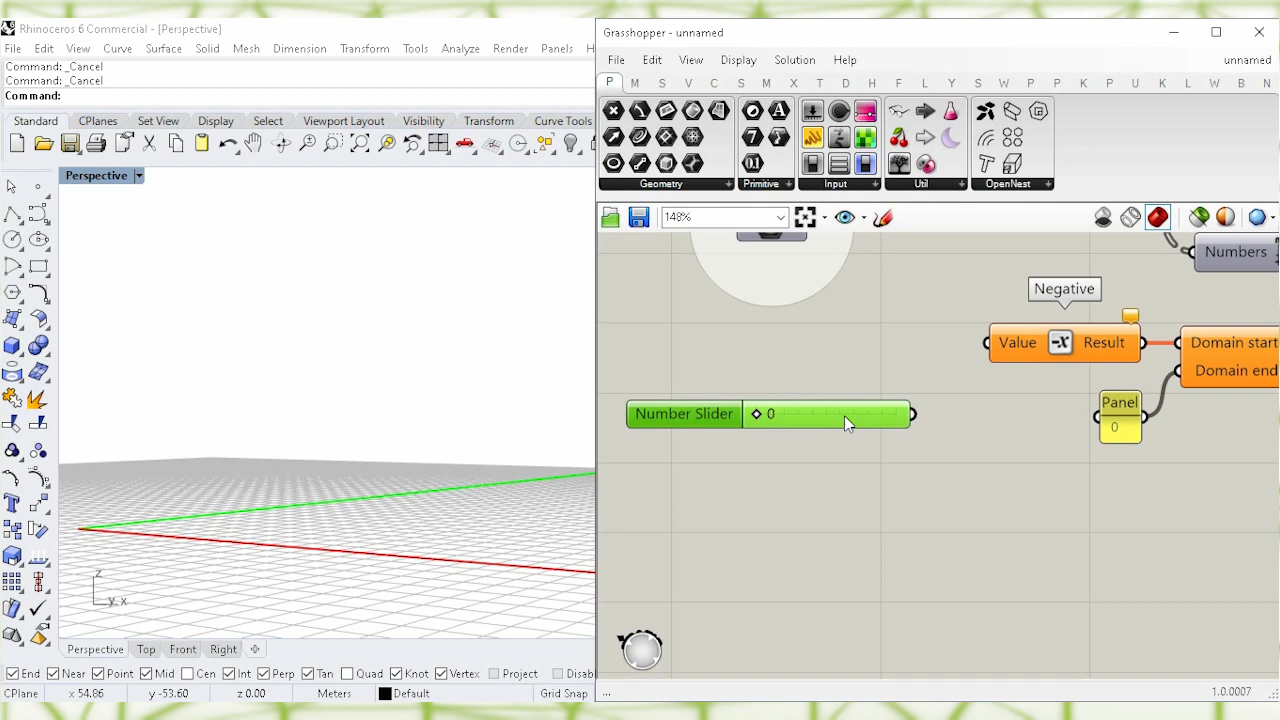 Rhinoceros 6 Commercial - [Perspective]
File Edit View Curve Surface Solid Mesh Dimension Transform Tools Analyze Render Panels H
Command: _Cancel
Command: _Cancel
Command:
Standard CPlanes Set View Display Select Viewport Layout Visibility Transform Curve Tools
Perspective
z
y x
Perspective Top Front Right
End Near Point Mid Cen Int Perp Tan Quad Knot Vertex Project Disabl
CPlane x 54.86 y -53.60 z 0.00 Meters Default Grid Snap
Grasshopper - unnamed
File Edit View Display Solution Help unnamed
P M S V C S M X T D H F L Y S W P U K L W B N
Geometry Primitive Input Util OpenNest
148%
Numbers
Negative
Value -X Result Domain start
Domain end
Panel
0
Number Slider 0
... 1.0.0007